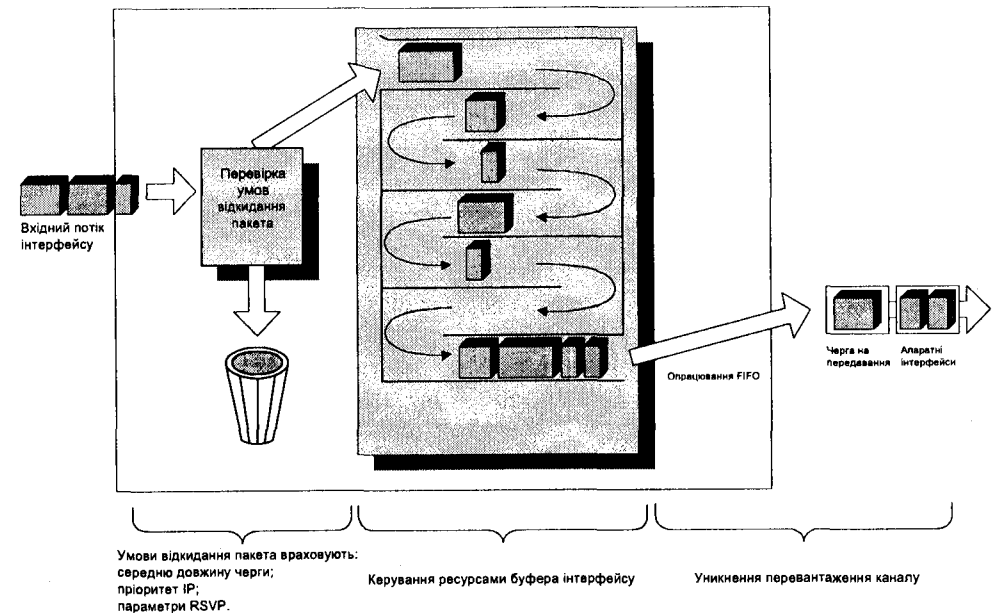 Перевірка
умов
відкидання
пакета
Вхідний потік
інтерфейсу
Черга на
передавання
Апаратні
інтерфейси
Опрацювання FIFO
Умови відкидання пакета враховують:
середню довжину черги;
пріоритет IP;
параметри RSVP.
Керування ресурсами буфера інтерфейсу
Уникнення перевантаження каналу